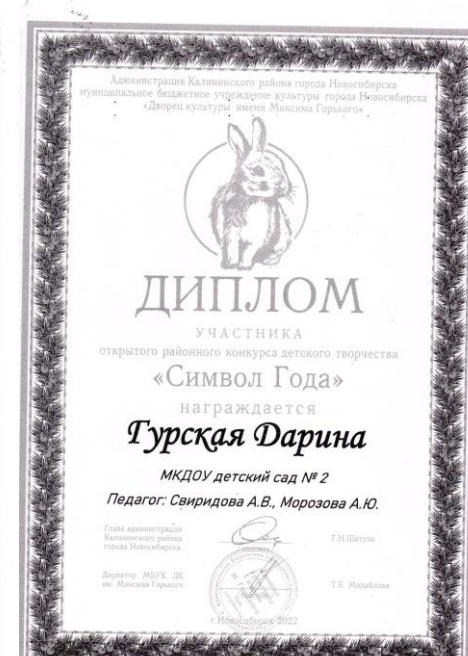 Администрация Калининского района города Новосибирска
муниципальное бюджетное учреждение культуры города Новосибирска
«Дворец культуры имени Максима Горького»
ДИПЛОМ
УЧАСТНИКА
открытого районного конкурса детского творчества
«Символ Года»
награждается
Гурская Дарина
МКДОУ детский сад № 2
Педагог: Свиридова А.В., Морозова А.Ю.
Глава администрации
Калининского района
города Новосибирска
Г.Н.Шатула
Директор МБУК ДК
им. Максима Горького
Т.Е. Михайлова
г.Новосибирск 2022